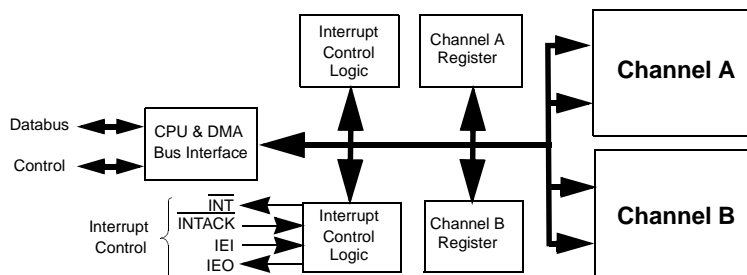 Interrupt
Control
Logic
Channel A
Register
Channel A
Databus
Control
CPU & DMA
Bus Interface
Interrupt
Control
INT
INTACK
IEI
IEO
Interrupt
Control
Logic
Channel B
Register
Channel B